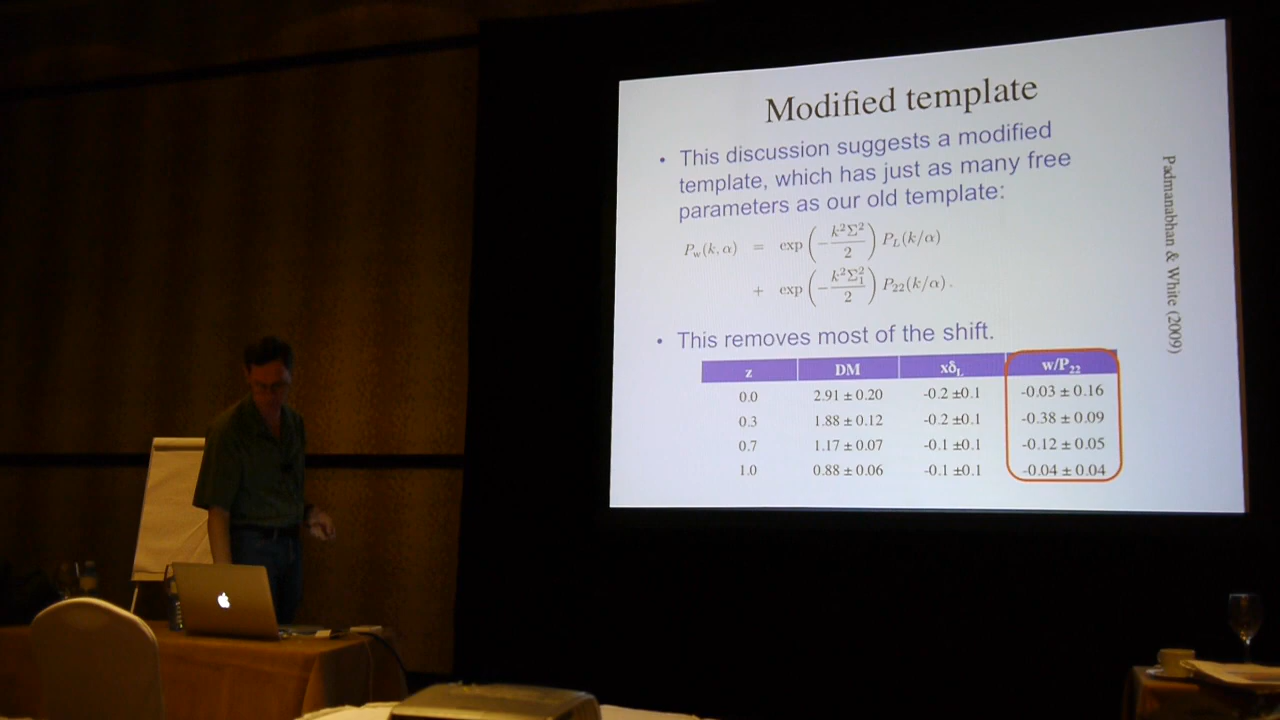 Modified template
• This discussion suggests a modified
template, which has just as many free
parameters as our old template:
P_w(k, α) = exp(−k²Σ²/2) P_L(k/α)
+ exp(−k²Σ₁²/2) P₂₂(k/α).
• This removes most of the shift.
z DM xδ_L w/P₂₂
0.0 2.91 ± 0.20 -0.2 ±0.1 -0.03 ± 0.16
0.3 1.88 ± 0.12 -0.2 ±0.1 -0.38 ± 0.09
0.7 1.17 ± 0.07 -0.1 ±0.1 -0.12 ± 0.05
1.0 0.88 ± 0.06 -0.1 ±0.1 -0.04 ± 0.04
Padmanabhan & White (2009)